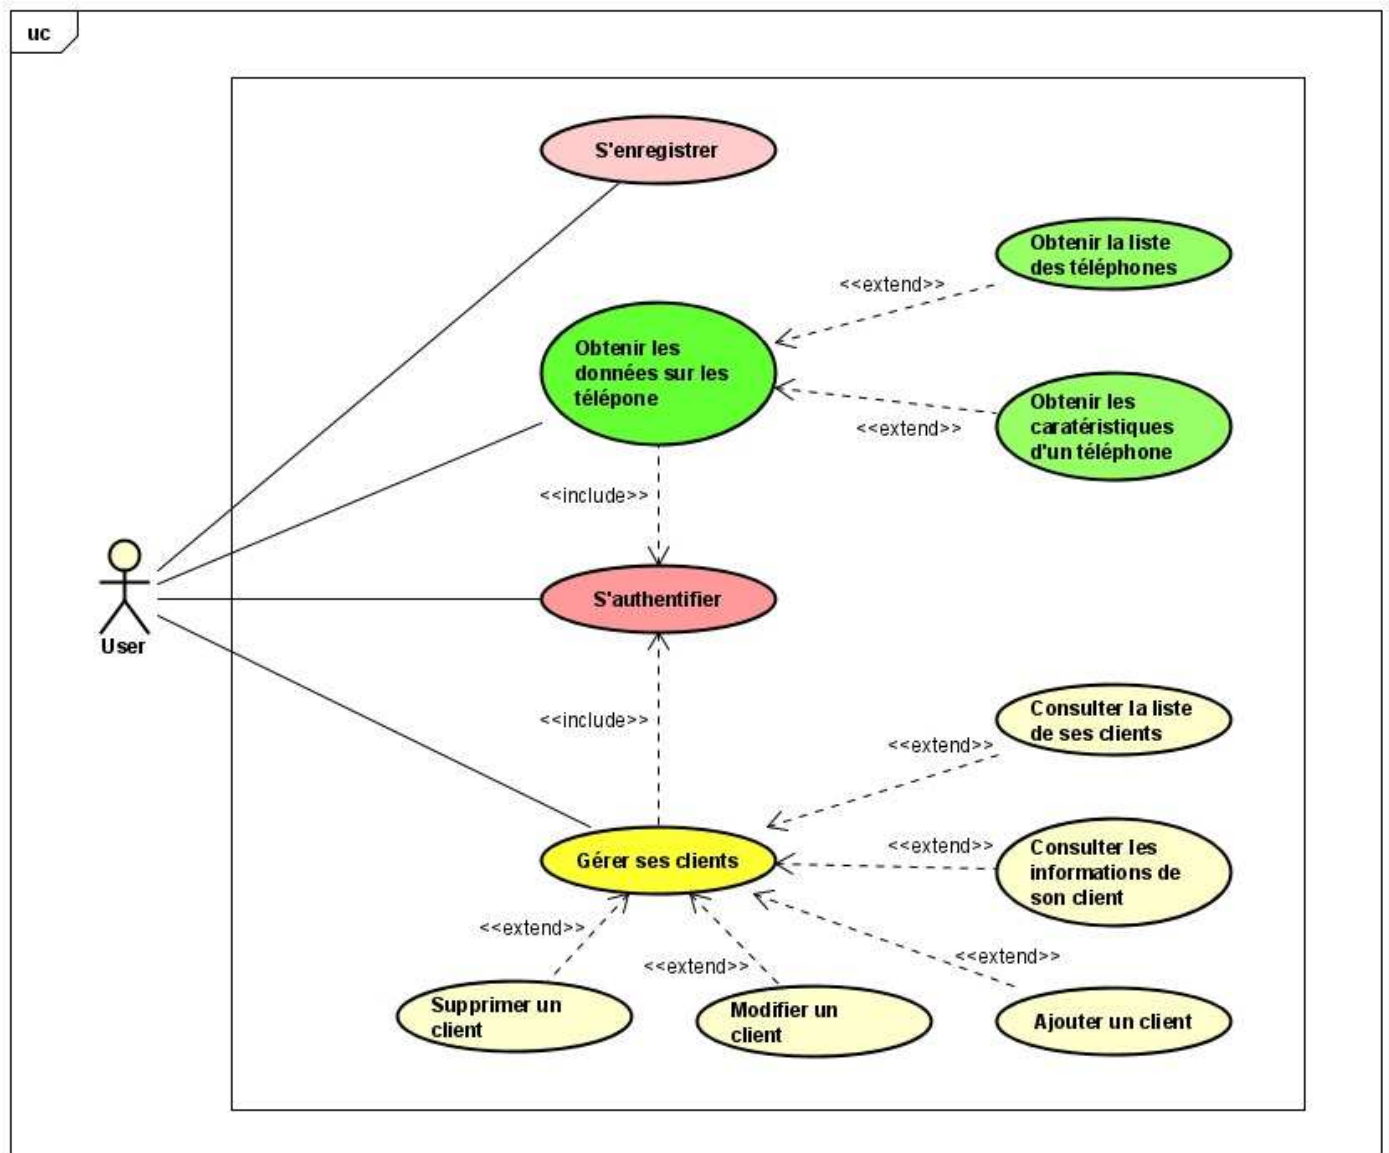 uc
S'enregistrer
Obtenir la liste
des téléphones
<<extend>>
Obtenir les
données sur les
télépone
Obtenir les
caratéristiques
d'un téléphone
<<extend>>
<<include>>
S'authentifier
User
<<include>>
Consulter la liste
de ses clients
<<extend>>
Gérer ses clients
<<extend>>
Consulter les
informations de
son client
<<extend>>
<<extend>>
<<extend>>
Supprimer un
client
Modifier un
client
Ajouter un client